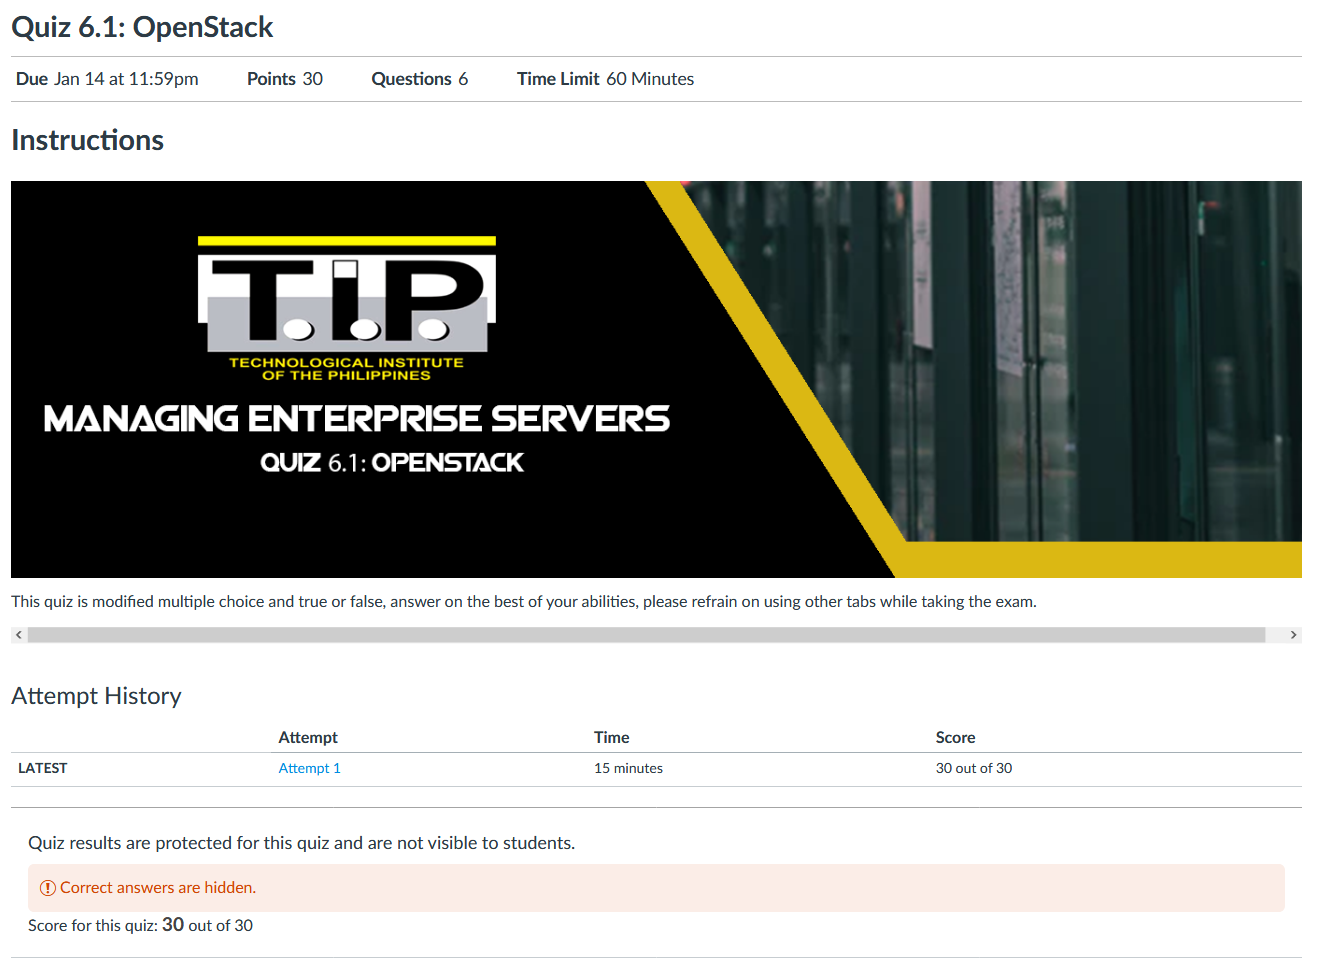 Quiz 6.1: OpenStack
Due Jan 14 at 11:59pm Points 30 Questions 6 Time Limit 60 Minutes
Instructions
T.I.P.
TECHNOLOGICAL INSTITUTE
OF THE PHILIPPINES
MANAGING ENTERPRISE SERVERS
QUIZ 6.1: OPENSTACK
This quiz is modified multiple choice and true or false, answer on the best of your abilities, please refrain on using other tabs while taking the exam.
Attempt History
Attempt Time Score
LATEST Attempt 1 15 minutes 30 out of 30
Quiz results are protected for this quiz and are not visible to students.
Correct answers are hidden.
Score for this quiz: 30 out of 30